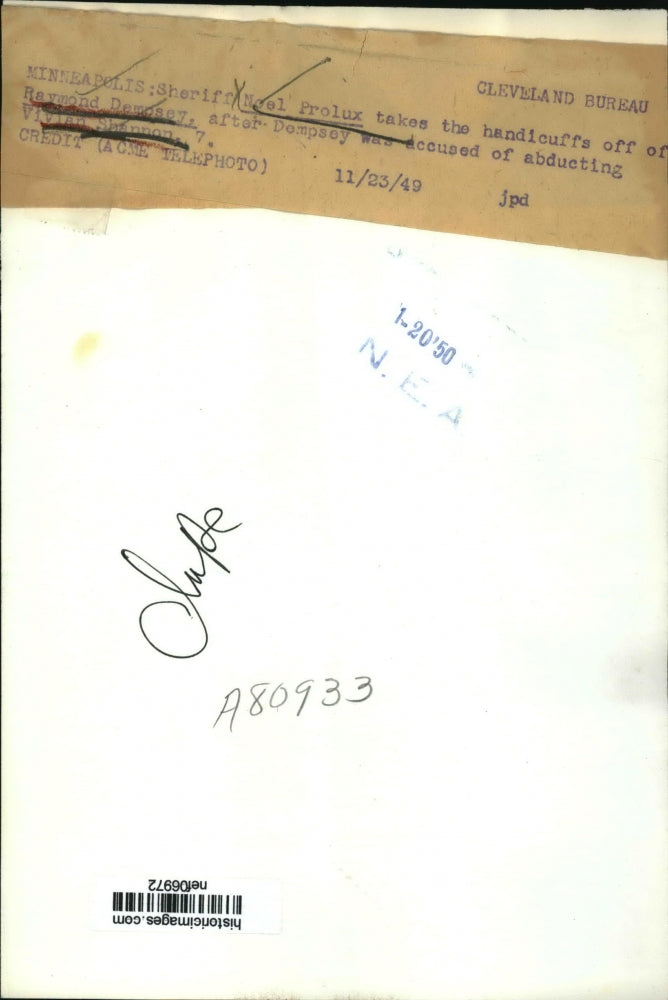 CLEVELAND BUREAU
MINNEAPOLIS:Sheriff Noel Prolux takes the handicuffs off of
Raymond Dempsey, after Dempsey was accused of abducting
Vivian Shannon, 7.
CREDIT (ACME TELEPHOTO)
11/23/49
jpd
1-20'50
N. E. A
A80933
nef06972
historicimages.com